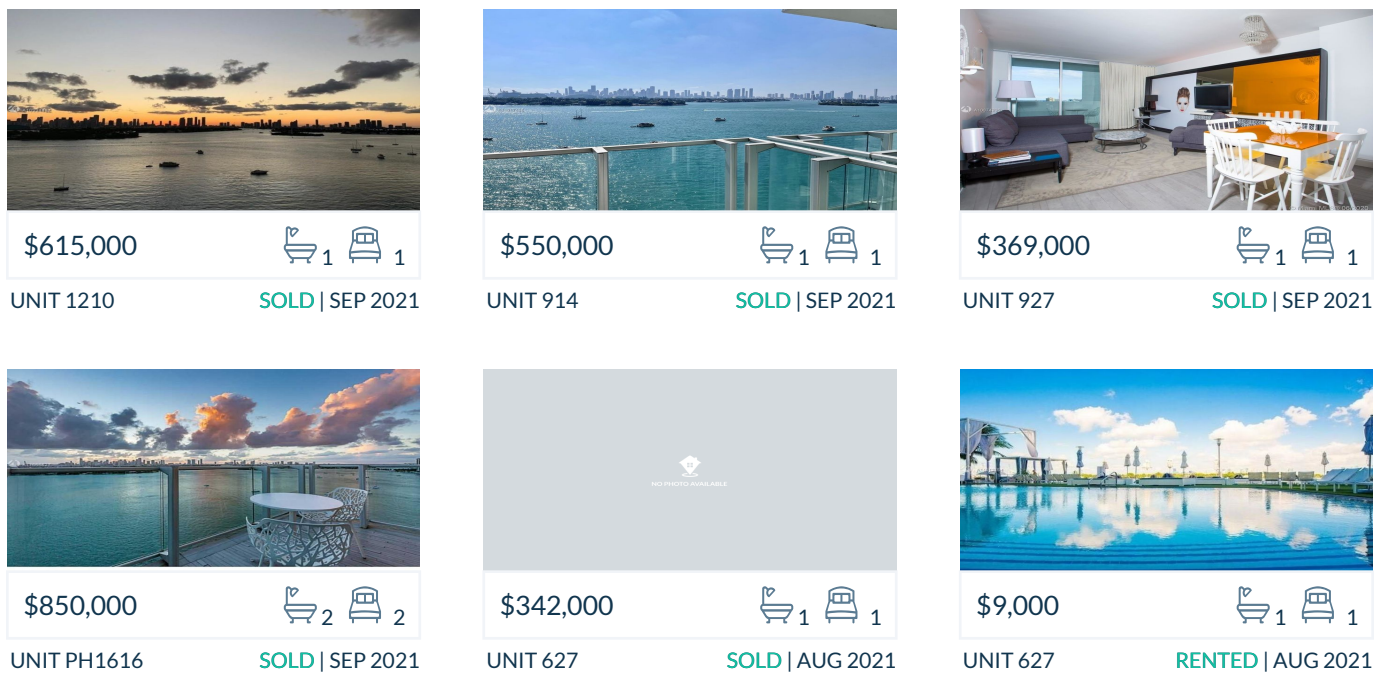 $615,000 1 1
UNIT 1210 SOLD | SEP 2021
$550,000 1 1
UNIT 914 SOLD | SEP 2021
$369,000 1 1
UNIT 927 SOLD | SEP 2021
$850,000 2 2
UNIT PH1616 SOLD | SEP 2021
NO PHOTO AVAILABLE
$342,000 1 1
UNIT 627 SOLD | AUG 2021
$9,000 1 1
UNIT 627 RENTED | AUG 2021